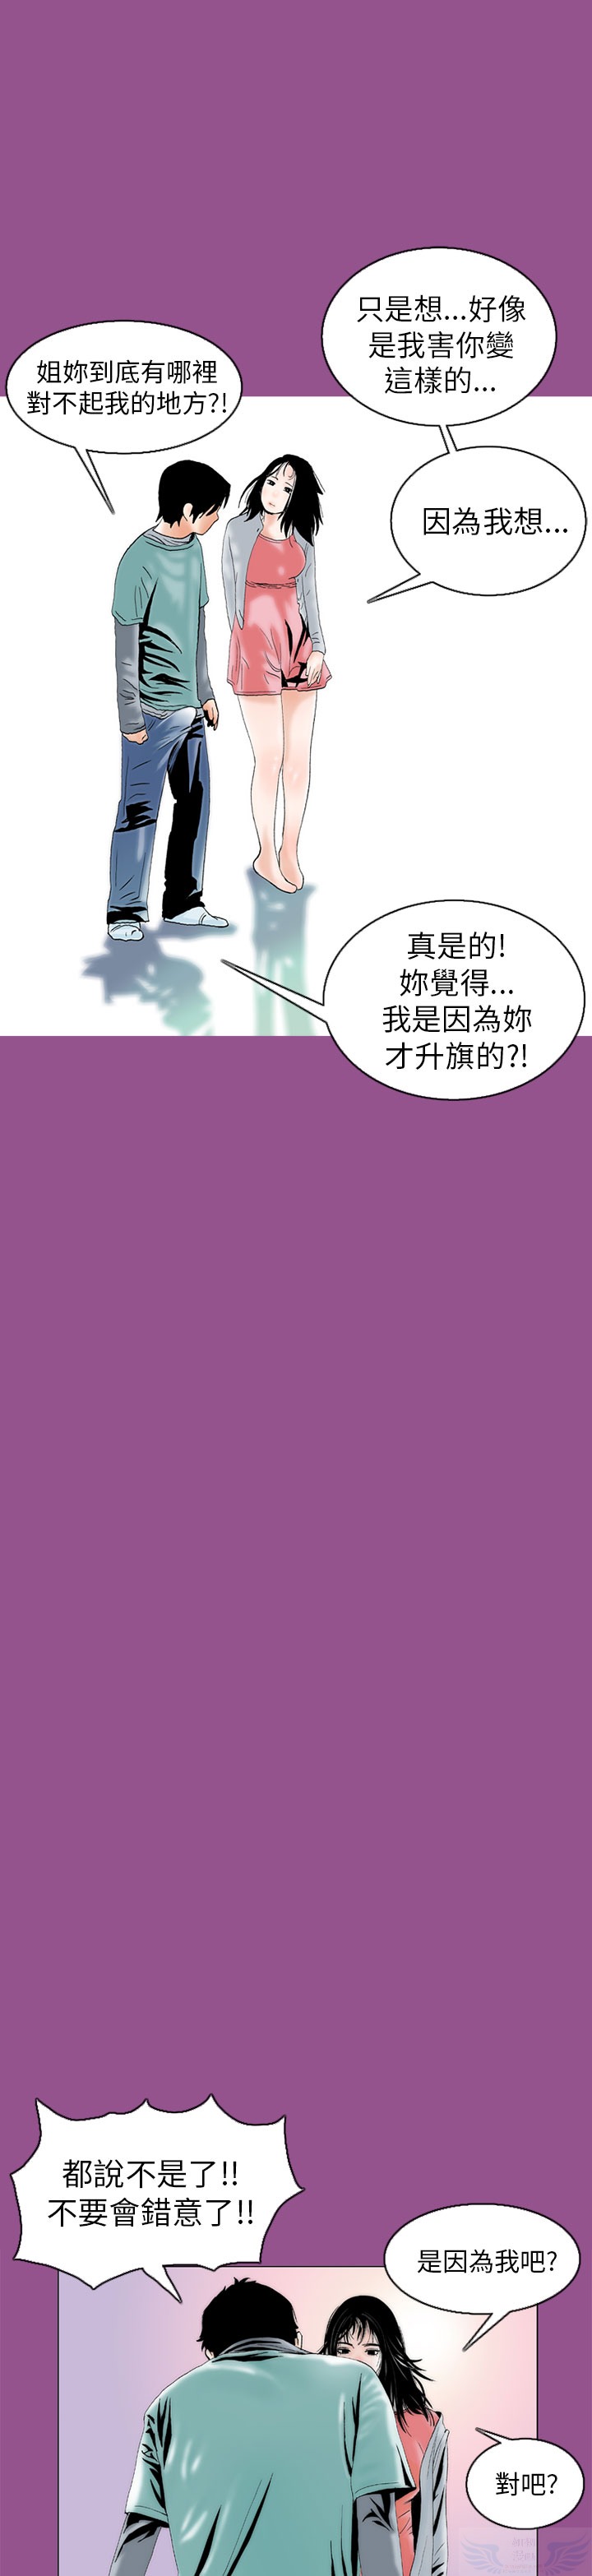 姐妳到底有哪裡
對不起我的地方?!
只是想...好像
是我害你變
這樣的...
因為我想...
真是的!
妳覺得...
我是因為妳
才升旗的?!
都說不是了!!
不要會錯意了!!
是因為我吧?
對吧?